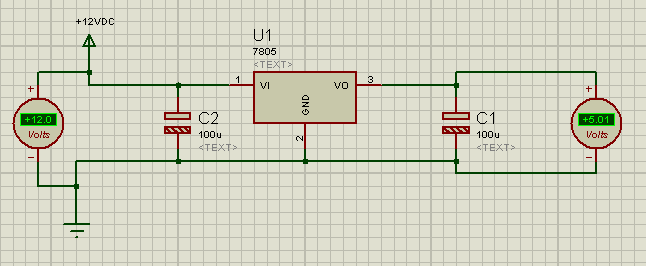 +12VDC
U1
7805
<TEXT>
1
VI
VO
3
GND
2
+
+12.0
Volts
−
C2
100u
<TEXT>
C1
100u
<TEXT>
+
+5.01
Volts
−